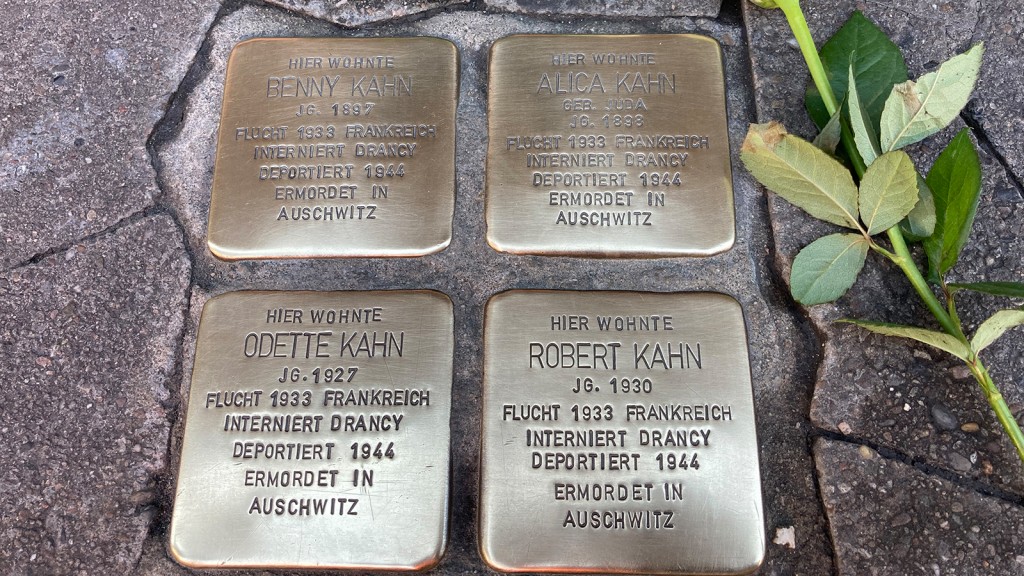 HIER WOHNTE
BENNY KAHN
JG. 1897
FLUCHT 1933 FRANKREICH
INTERNIERT DRANCY
DEPORTIERT 1944
ERMORDET IN
AUSCHWITZ
HIER WOHNTE
ALICA KAHN
GEB. JUDA
JG. 1898
FLUCHT 1933 FRANKREICH
INTERNIERT DRANCY
DEPORTIERT 1944
ERMORDET IN
AUSCHWITZ
HIER WOHNTE
ODETTE KAHN
JG. 1927
FLUCHT 1933 FRANKREICH
INTERNIERT DRANCY
DEPORTIERT 1944
ERMORDET IN
AUSCHWITZ
HIER WOHNTE
ROBERT KAHN
JG. 1930
FLUCHT 1933 FRANKREICH
INTERNIERT DRANCY
DEPORTIERT 1944
ERMORDET IN
AUSCHWITZ